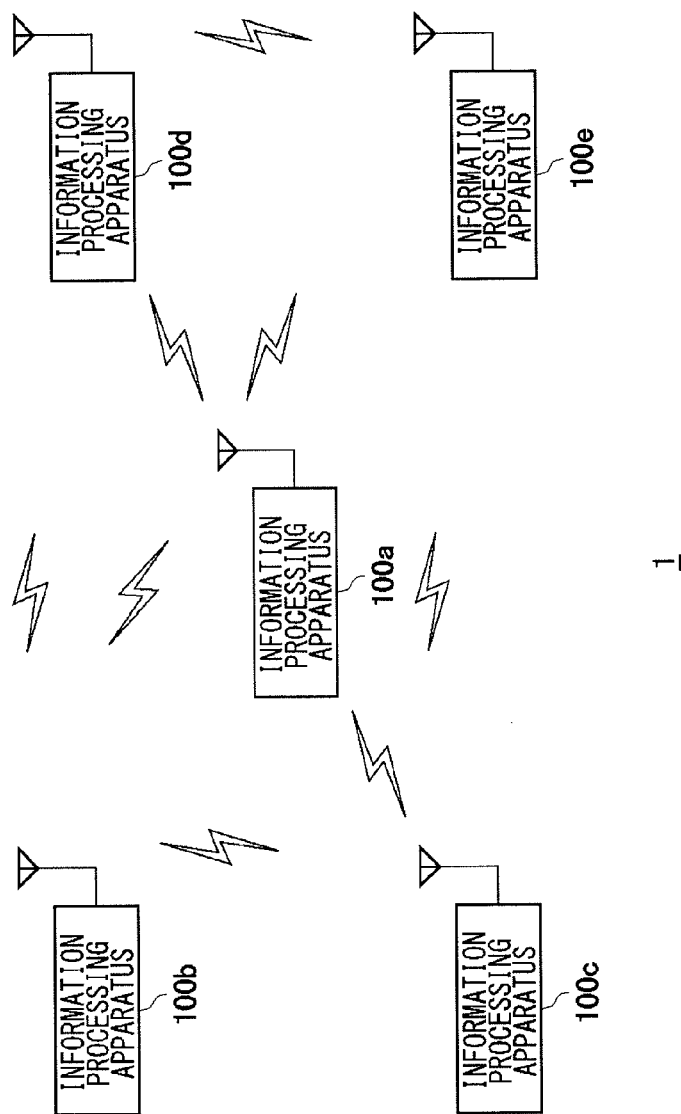 INFORMATION
PROCESSING
APPARATUS
100b
INFORMATION
PROCESSING
APPARATUS
100d
INFORMATION
PROCESSING
APPARATUS
100a
INFORMATION
PROCESSING
APPARATUS
100c
INFORMATION
PROCESSING
APPARATUS
100e
1